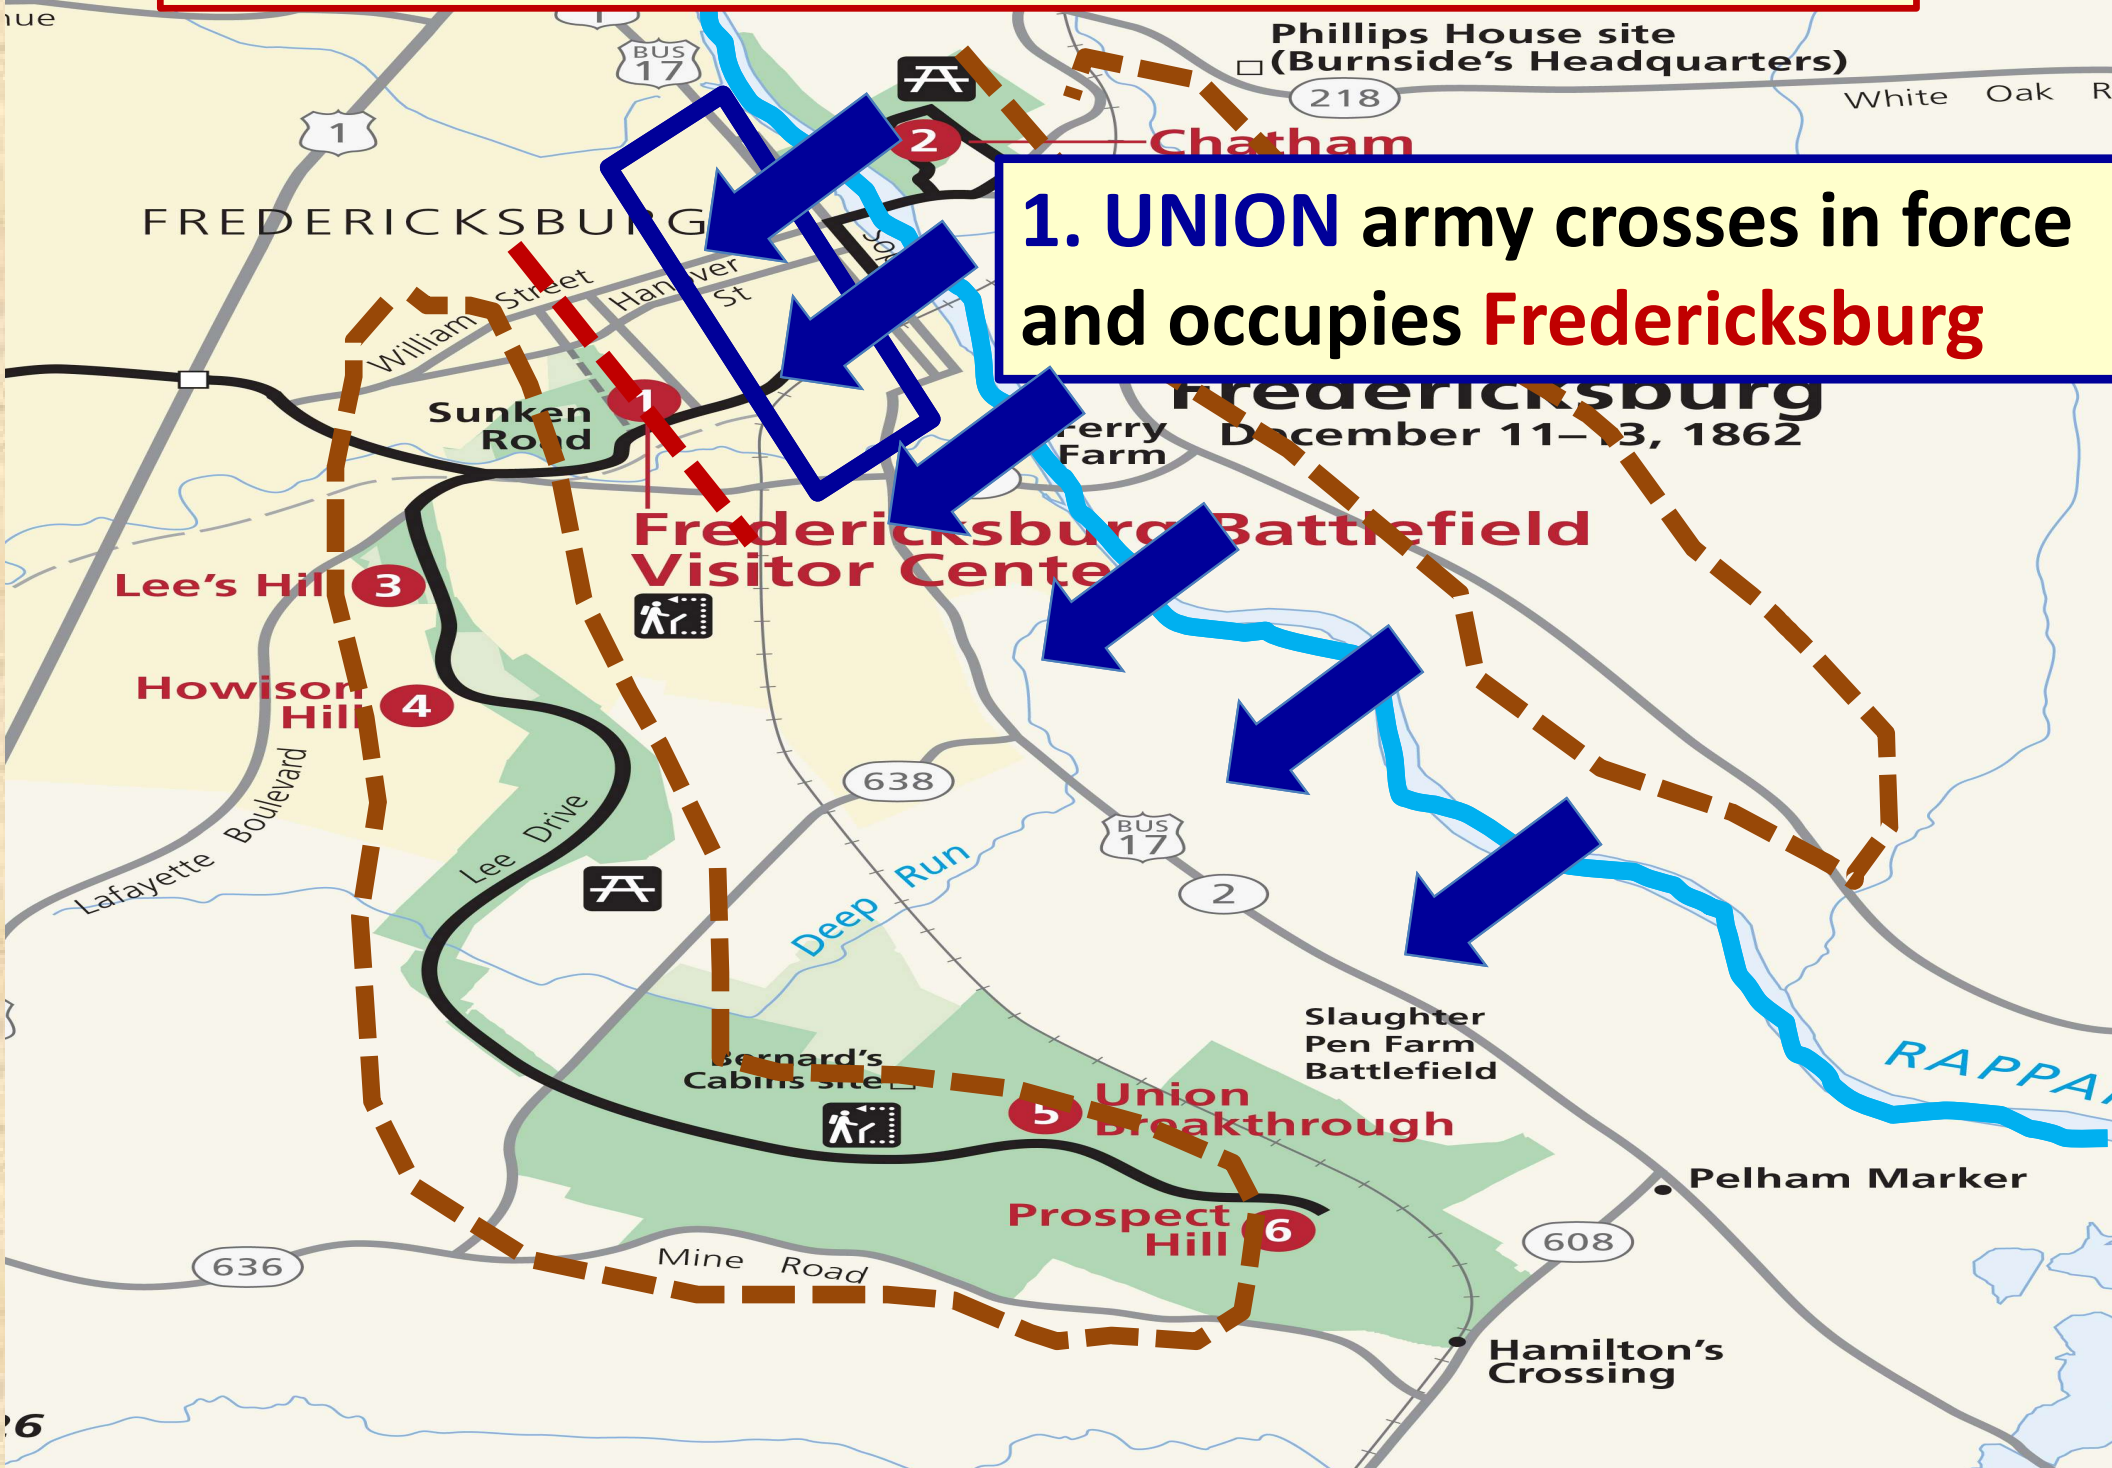 1
BUS
17
Phillips House site
(Burnside's Headquarters)
218
White Oak
1
2
Chatham
FREDERICKSBURG
1. UNION army crosses in force
and occupies Fredericksburg
William Street
Hanover
St
Sop
Sunken
Road
1
Ferry
Farm
Fredericksburg
December 11–13, 1862
Fredericksburg Battlefield
Visitor Center
Lee's Hill
3
Howison
Hill
4
Lafayette Boulevard
Lee Drive
638
BUS
17
2
Deep Run
Slaughter
Pen Farm
Battlefield
Bernard's
Cabins site
5
Union
Breakthrough
RAPPA
Pelham Marker
Prospect
Hill
6
608
636
Mine Road
Hamilton's
Crossing